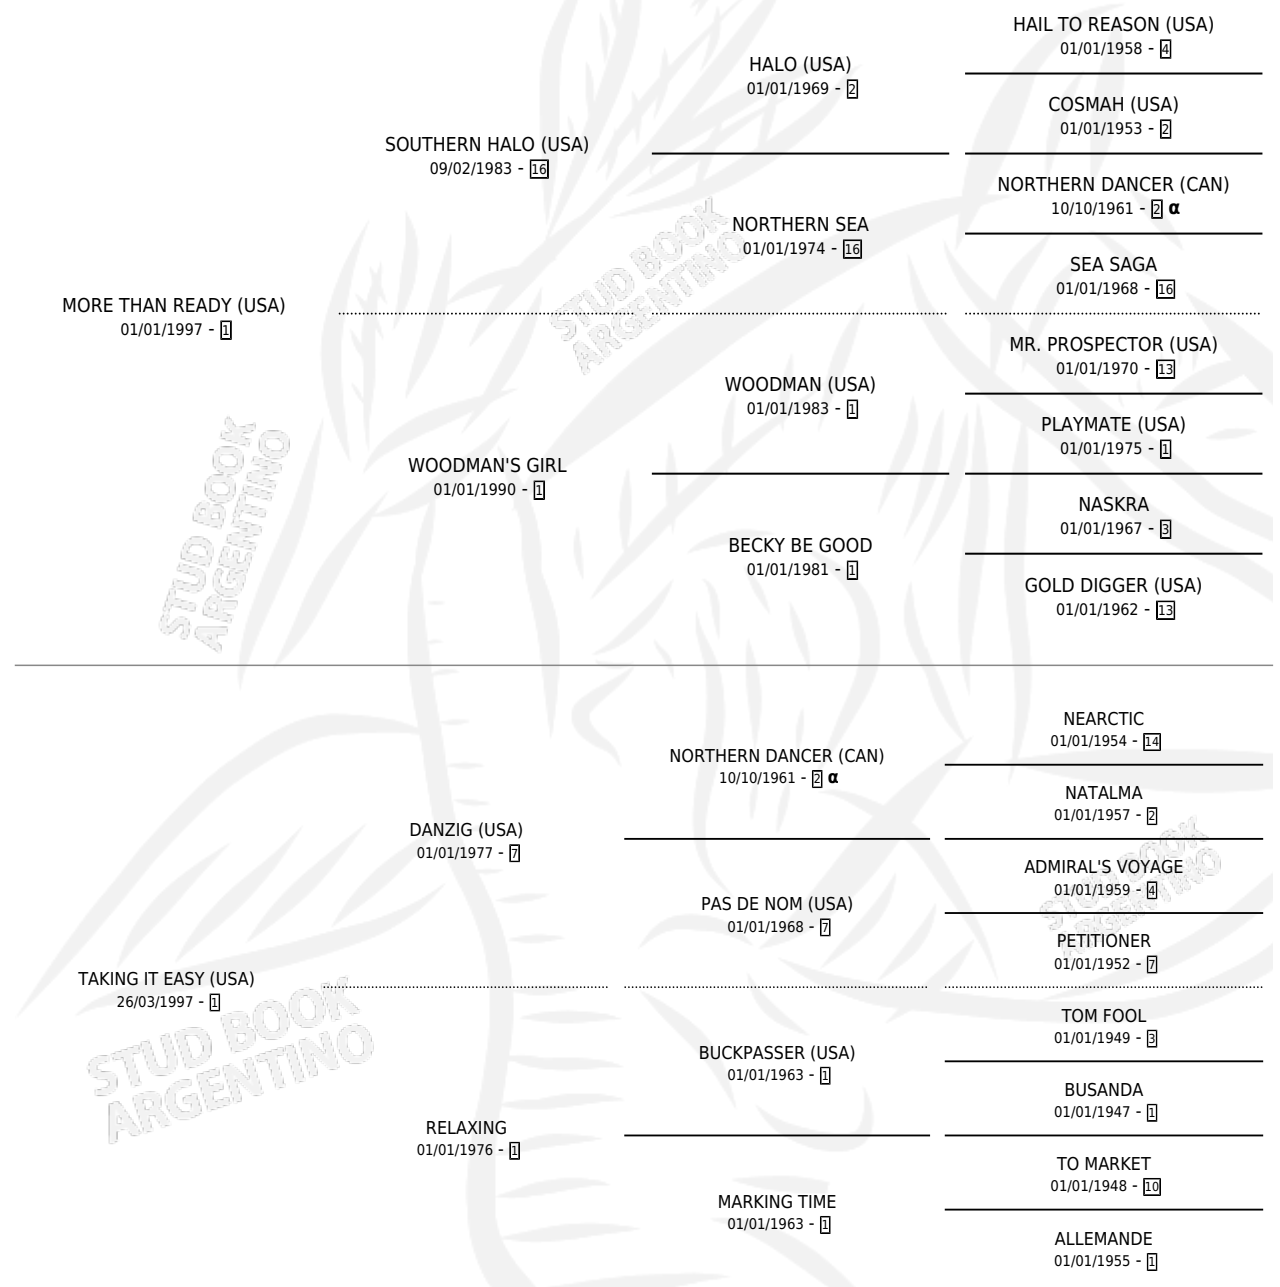 HAIL TO REASON (USA)
01/01/1958 - 4
HALO (USA)
01/01/1969 - 2
COSMAH (USA)
01/01/1953 - 2
SOUTHERN HALO (USA)
09/02/1983 - 16
NORTHERN DANCER (CAN)
10/10/1961 - 2 α
NORTHERN SEA
01/01/1974 - 16
SEA SAGA
01/01/1968 - 16
MORE THAN READY (USA)
01/01/1997 - 1
STUD BOOK
ARGENTINO
MR. PROSPECTOR (USA)
01/01/1970 - 13
WOODMAN (USA)
01/01/1983 - 1
PLAYMATE (USA)
01/01/1975 - 1
WOODMAN'S GIRL
01/01/1990 - 1
NASKRA
01/01/1967 - 3
BECKY BE GOOD
01/01/1981 - 1
GOLD DIGGER (USA)
01/01/1962 - 13
STUD BOOK
ARGENTINO
NEARCTIC
01/01/1954 - 14
NORTHERN DANCER (CAN)
10/10/1961 - 2 α
NATALMA
01/01/1957 - 2
DANZIG (USA)
01/01/1977 - 7
ADMIRAL'S VOYAGE
01/01/1959 - 4
PAS DE NOM (USA)
01/01/1968 - 7
PETITIONER
01/01/1952 - 7
STUD BOOK
ARGENTINO
TAKING IT EASY (USA)
26/03/1997 - 1
STUD BOOK
ARGENTINO
TOM FOOL
01/01/1949 - 3
BUCKPASSER (USA)
01/01/1963 - 1
BUSANDA
01/01/1947 - 1
RELAXING
01/01/1976 - 1
TO MARKET
01/01/1948 - 10
MARKING TIME
01/01/1963 - 1
ALLEMANDE
01/01/1955 - 1